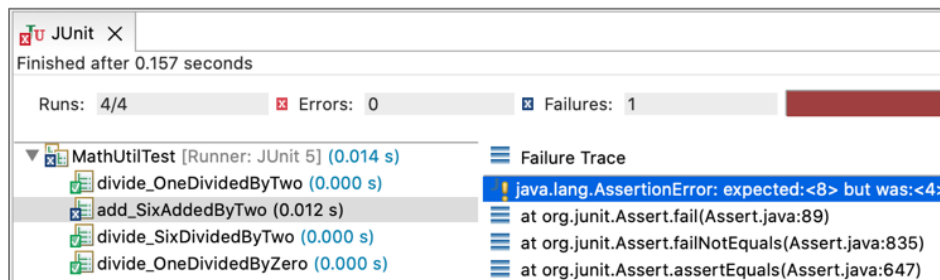 JUnit
Finished after 0.157 seconds
Runs: 4/4 Errors: 0 Failures: 1
MathUtilTest [Runner: JUnit 5] (0.014 s)
divide_OneDividedByTwo (0.000 s)
add_SixAddedByTwo (0.012 s)
divide_SixDividedByTwo (0.000 s)
divide_OneDividedByZero (0.000 s)
Failure Trace
java.lang.AssertionError: expected:<8> but was:<4>
at org.junit.Assert.fail(Assert.java:89)
at org.junit.Assert.failNotEquals(Assert.java:835)
at org.junit.Assert.assertEquals(Assert.java:647)